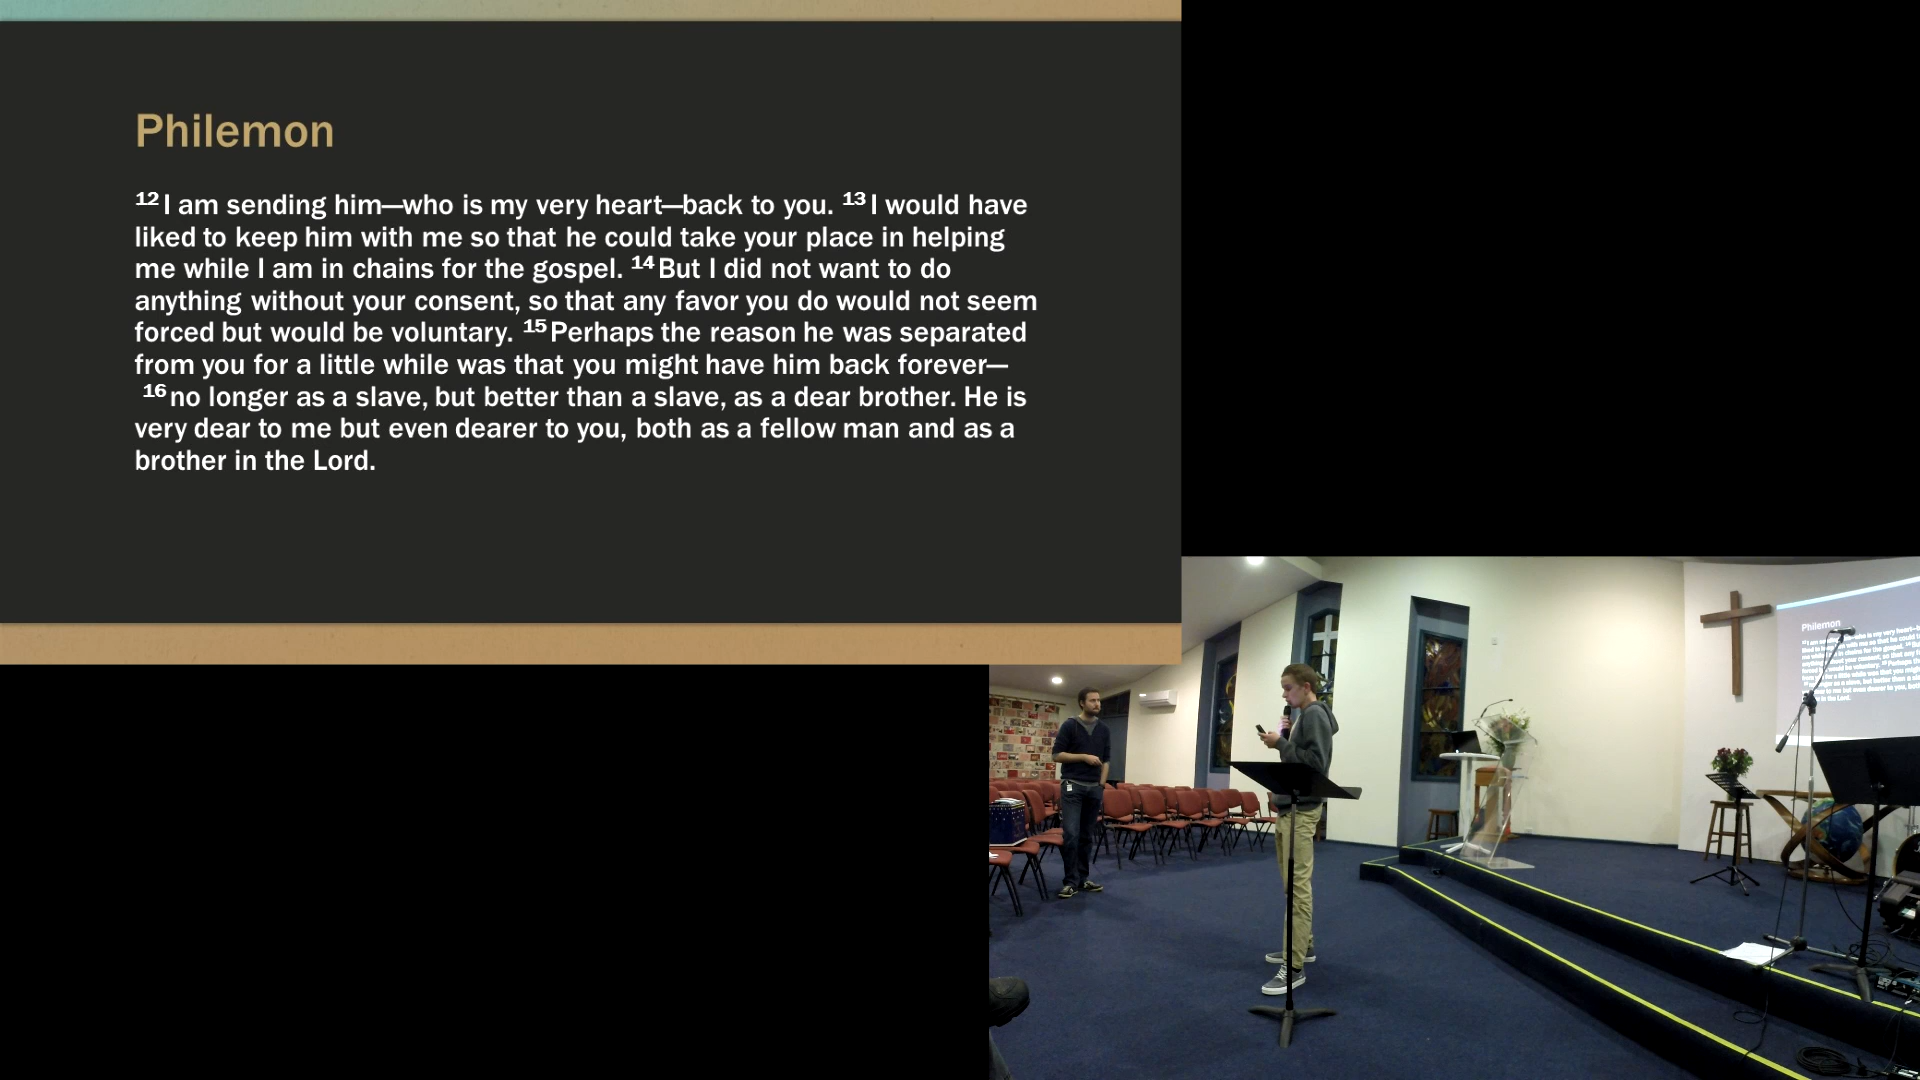 Philemon
12 I am sending him—who is my very heart—back to you. 13 I would have
liked to keep him with me so that he could take your place in helping
me while I am in chains for the gospel. 14 But I did not want to do
anything without your consent, so that any favor you do would not seem
forced but would be voluntary. 15 Perhaps the reason he was separated
from you for a little while was that you might have him back forever—
16 no longer as a slave, but better than a slave, as a dear brother. He is
very dear to me but even dearer to you, both as a fellow man and as a
brother in the Lord.
Philemon